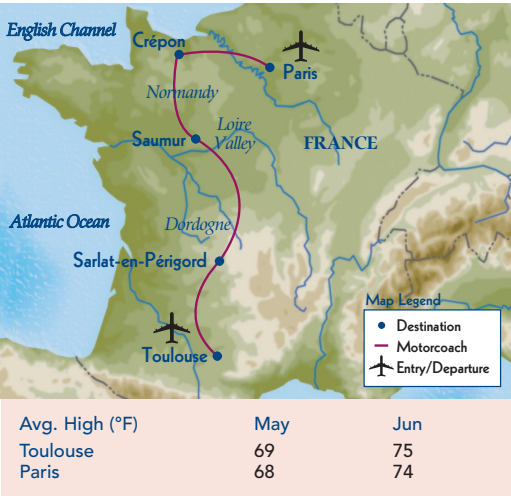 English Channel
Crépon
Paris
Normandy
Loire
Valley
Saumur
FRANCE
Atlantic Ocean
Dordogne
Sarlat-en-Périgord
Toulouse
Map Legend
Destination
Motorcoach
Entry/Departure
Avg. High (°F) May Jun
Toulouse 69 75
Paris 68 74